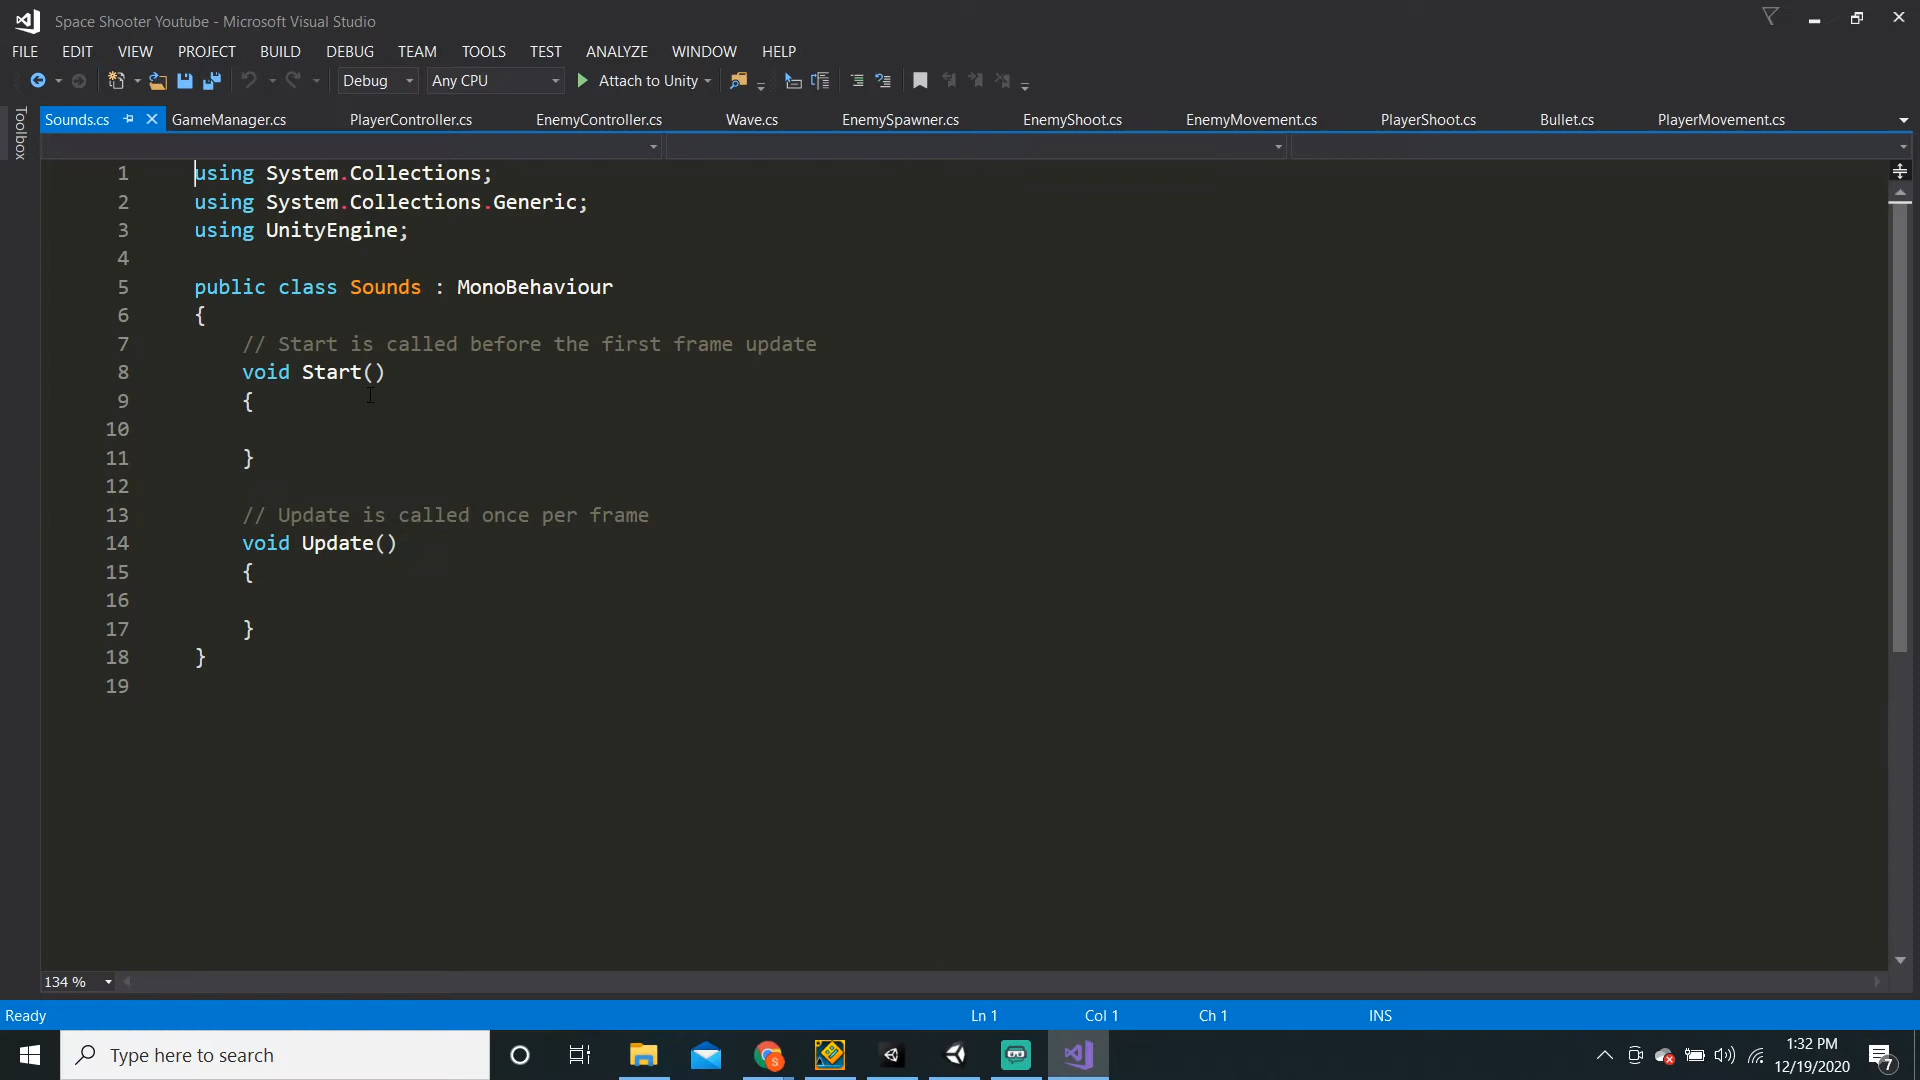 Space Shooter Youtube - Microsoft Visual Studio
FILE EDIT VIEW PROJECT BUILD DEBUG TEAM TOOLS TEST ANALYZE WINDOW HELP
Debug Any CPU Attach to Unity
Toolbox
Sounds.cs GameManager.cs PlayerController.cs EnemyController.cs Wave.cs EnemySpawner.cs EnemyShoot.cs EnemyMovement.cs PlayerShoot.cs Bullet.cs PlayerMovement.cs
1 using System.Collections;
2 using System.Collections.Generic;
3 using UnityEngine;
4
5 public class Sounds : MonoBehaviour
6 {
7 // Start is called before the first frame update
8 void Start()
9 {
10
11 }
12
13 // Update is called once per frame
14 void Update()
15 {
16
17 }
18 }
19
134 %
Ready Ln 1 Col 1 Ch 1 INS
Type here to search
1:32 PM
12/19/2020
7